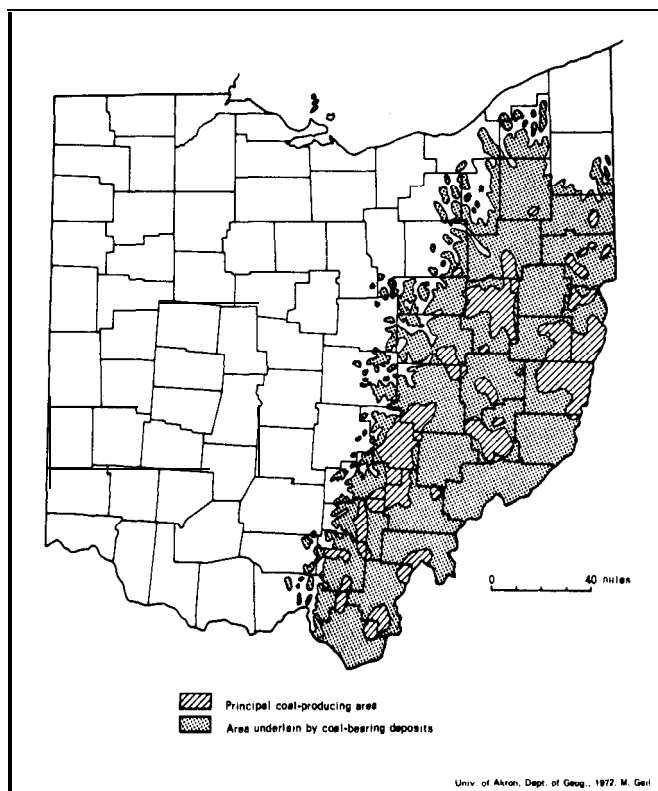 0 40 miles
Principal coal-producing area
Area underlain by coal-bearing deposits
Univ. of Akron, Dept. of Geog., 1972. M. Geil